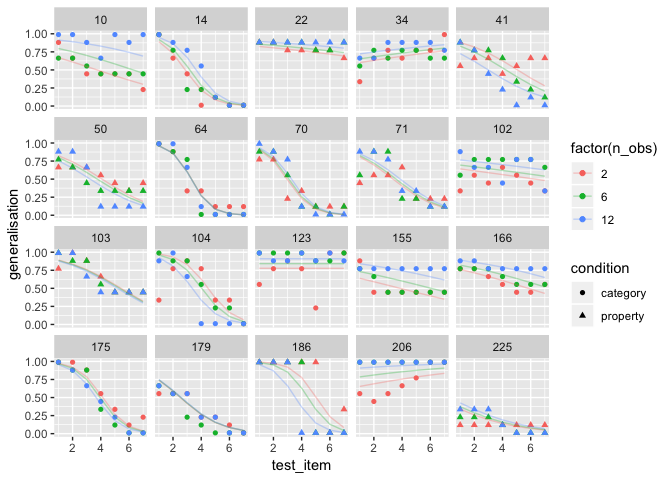 10 14 22 34 41
1.00
0.75
0.50
0.25
0.00
50 64 70 71 102
1.00
0.75
0.50
0.25
0.00
103 104 123 155 166
1.00
0.75
0.50
0.25
0.00
175 179 186 206 225
1.00
0.75
0.50
0.25
0.00
2 4 6 2 4 6 2 4 6 2 4 6 2 4 6
test_item
generalisation
factor(n_obs)
2
6
12
condition
category
property